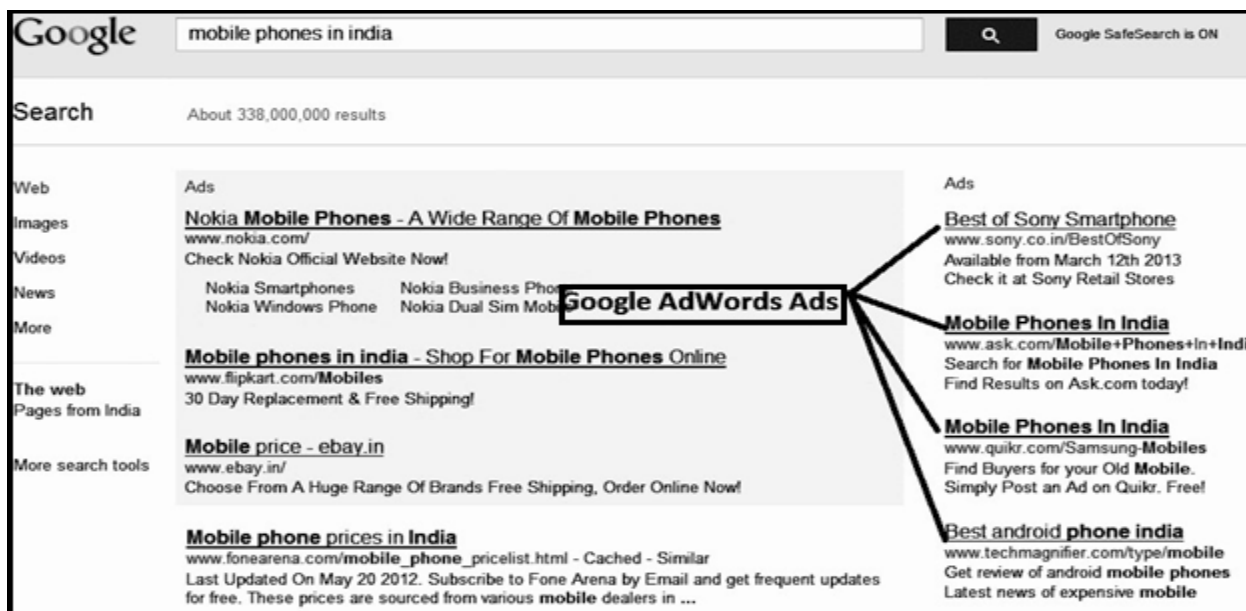 Google
mobile phones in india
Google SafeSearch is ON
Search
About 338,000,000 results
Web
Images
Videos
News
More
The web
Pages from India
More search tools
Ads
Nokia Mobile Phones - A Wide Range Of Mobile Phones
www.nokia.com/
Check Nokia Official Website Now!
Nokia Smartphones Nokia Business Phon
Nokia Windows Phone Nokia Dual Sim Mobi
Google AdWords Ads
Mobile phones in india - Shop For Mobile Phones Online
www.flipkart.com/Mobiles
30 Day Replacement & Free Shipping!
Mobile price - ebay.in
www.ebay.in/
Choose From A Huge Range Of Brands Free Shipping, Order Online Now!
Mobile phone prices in India
www.fonearena.com/mobile_phone_pricelist.html - Cached - Similar
Last Updated On May 20 2012. Subscribe to Fone Arena by Email and get frequent updates
for free. These prices are sourced from various mobile dealers in ...
Ads
Best of Sony Smartphone
www.sony.co.in/BestOfSony
Available from March 12th 2013
Check it at Sony Retail Stores
Mobile Phones In India
www.ask.com/Mobile+Phones+In+Indi
Search for Mobile Phones In India
Find Results on Ask.com today!
Mobile Phones In India
www.quikr.com/Samsung-Mobiles
Find Buyers for your Old Mobile.
Simply Post an Ad on Quikr. Free!
Best android phone india
www.techmagnifier.com/type/mobile
Get review of android mobile phones
Latest news of expensive mobile